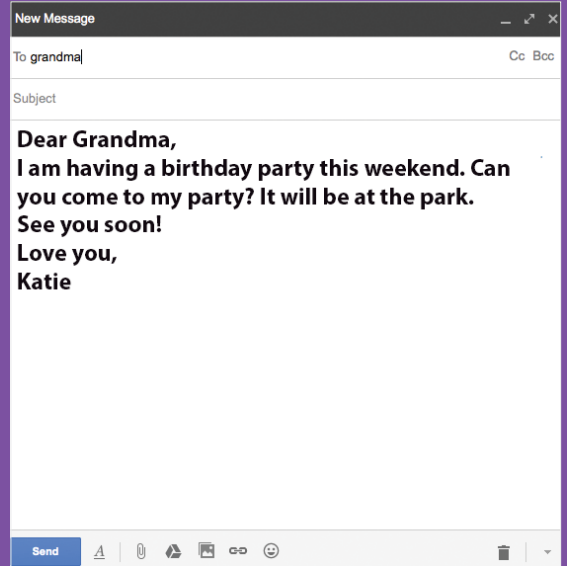 New Message
To grandma
Cc Bcc
Subject
Dear Grandma,
I am having a birthday party this weekend. Can
you come to my party? It will be at the park.
See you soon!
Love you,
Katie
Send
A